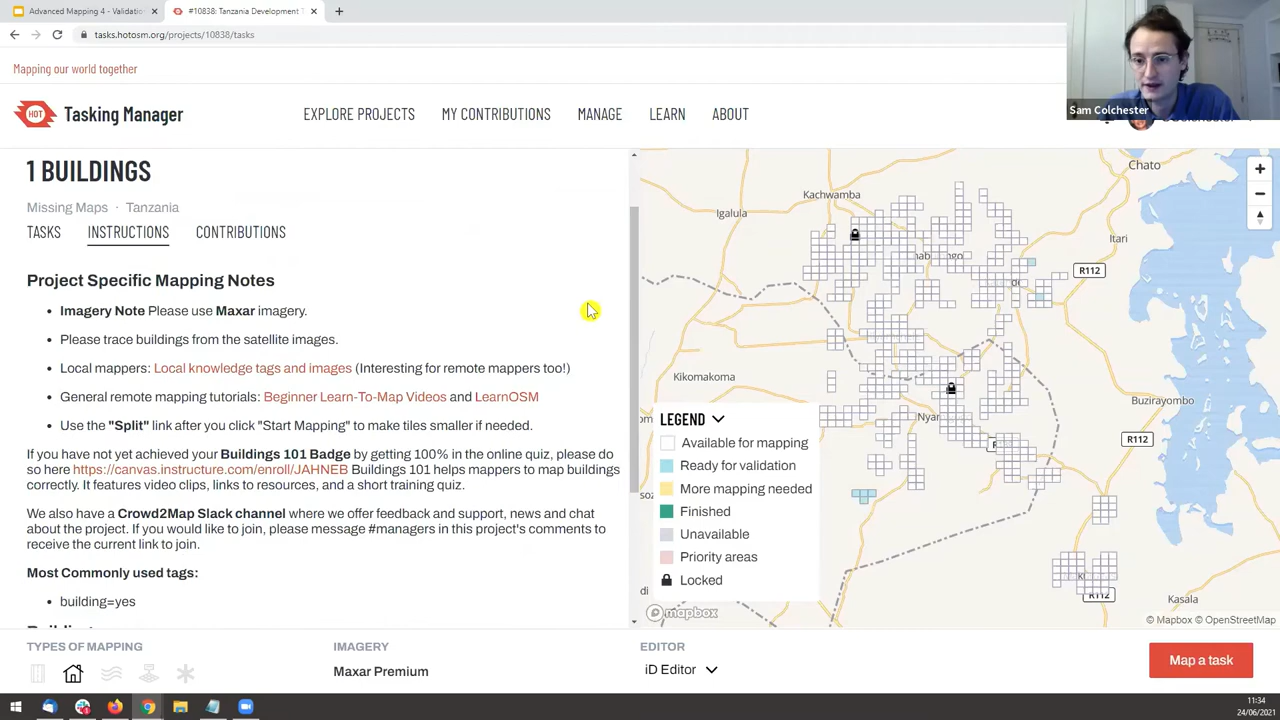 Advanced Mapping 4 - Validatio
#10838: Tanzania Development T
tasks.hotosm.org/projects/10838/tasks
Mapping our world together
Sam Colchester
HOT
Tasking Manager
EXPLORE PROJECTS
MY CONTRIBUTIONS
MANAGE
LEARN
ABOUT
1 BUILDINGS
Missing Maps · Tanzania
TASKS
INSTRUCTIONS
CONTRIBUTIONS
Project Specific Mapping Notes
• Imagery Note Please use Maxar imagery.
• Please trace buildings from the satellite images.
• Local mappers: Local knowledge tags and images (Interesting for remote mappers too!)
• General remote mapping tutorials: Beginner Learn-To-Map Videos and LearnOSM
• Use the "Split" link after you click "Start Mapping" to make tiles smaller if needed.
If you have not yet achieved your Buildings 101 Badge by getting 100% in the online quiz, please do
so here https://canvas.instructure.com/enroll/JAHNEB Buildings 101 helps mappers to map buildings
correctly. It features video clips, links to resources, and a short training quiz.
We also have a Crowd2Map Slack channel where we offer feedback and support, news and chat
about the project. If you would like to join, please message #managers in this project's comments to
receive the current link to join.
Most Commonly used tags:
• building=yes
Chato
Kachwamba
Igalula
Itari
R112
Kikomakoma
Buzirayombo
Nyar
R112
Kasala
R112
LEGEND
Available for mapping
Ready for validation
More mapping needed
Finished
Unavailable
Priority areas
Locked
mapbox
© Mapbox © OpenStreetMap
TYPES OF MAPPING
IMAGERY
Maxar Premium
EDITOR
iD Editor
Map a task
11:34
24/06/2021